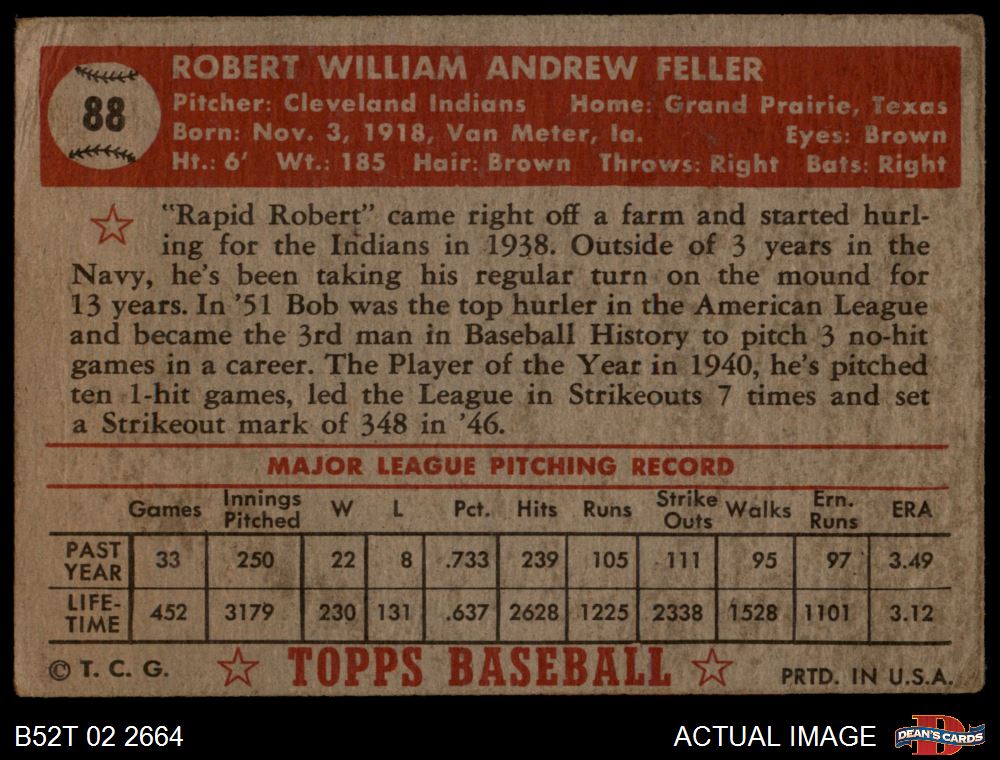 88
ROBERT WILLIAM ANDREW FELLER
Pitcher: Cleveland Indians Home: Grand Prairie, Texas
Born: Nov. 3, 1918, Van Meter, Ia. Eyes: Brown
Ht.: 6' Wt.: 185 Hair: Brown Throws: Right Bats: Right
"Rapid Robert" came right off a farm and started hurl-
ing for the Indians in 1938. Outside of 3 years in the
Navy, he's been taking his regular turn on the mound for
13 years. In '51 Bob was the top hurler in the American League
and became the 3rd man in Baseball History to pitch 3 no-hit
games in a career. The Player of the Year in 1940, he's pitched
ten 1-hit games, led the League in Strikeouts 7 times and set
a Strikeout mark of 348 in '46.
MAJOR LEAGUE PITCHING RECORD
Games Innings Pitched W L Pct. Hits Runs Strike Outs Walks Ern. Runs ERA
PAST YEAR 33 250 22 8 .733 239 105 111 95 97 3.49
LIFE-TIME 452 3179 230 131 .637 2628 1225 2338 1528 1101 3.12
© T. C. G. TOPPS BASEBALL PRTD. IN U.S.A.
B52T 02 2664 ACTUAL IMAGE DEAN'S CARDS